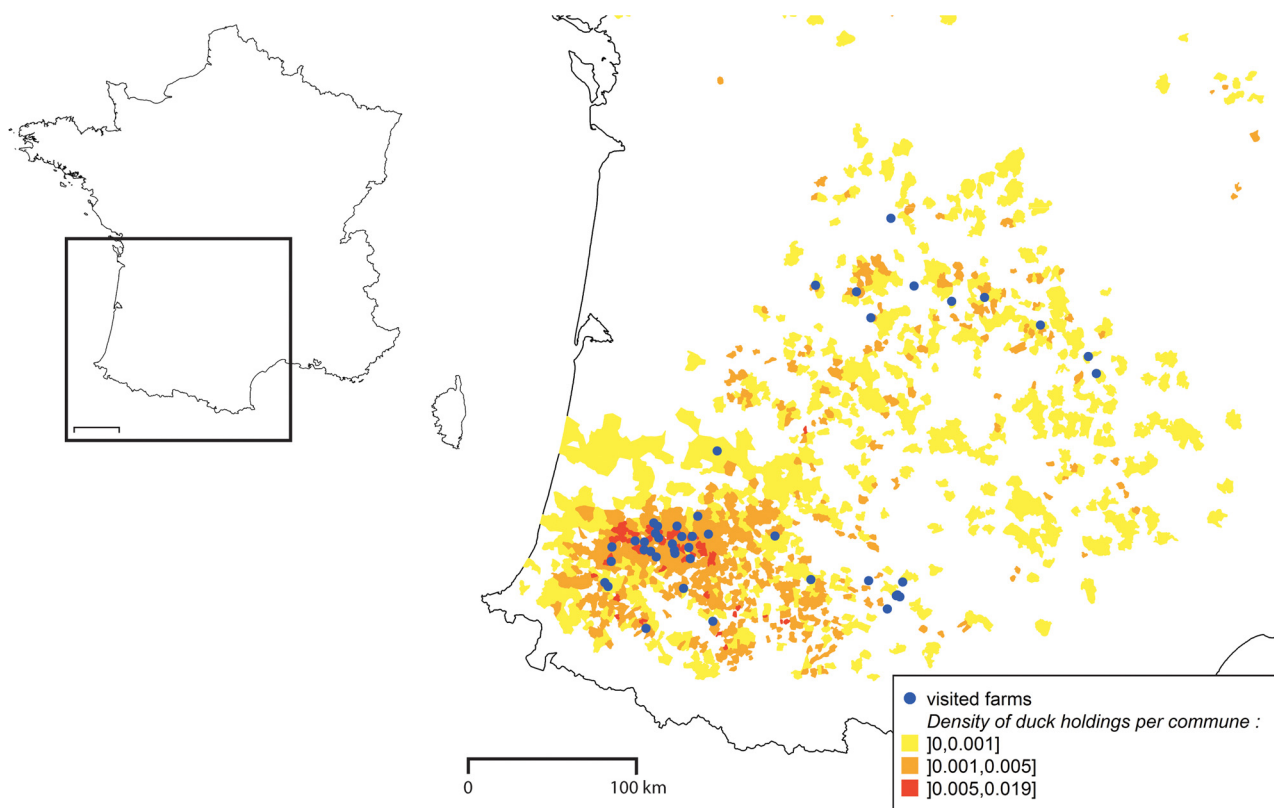 visited farms
Density of duck holdings per commune :
]0,0.001]
]0.001,0.005]
]0.005,0.019]
0 100 km